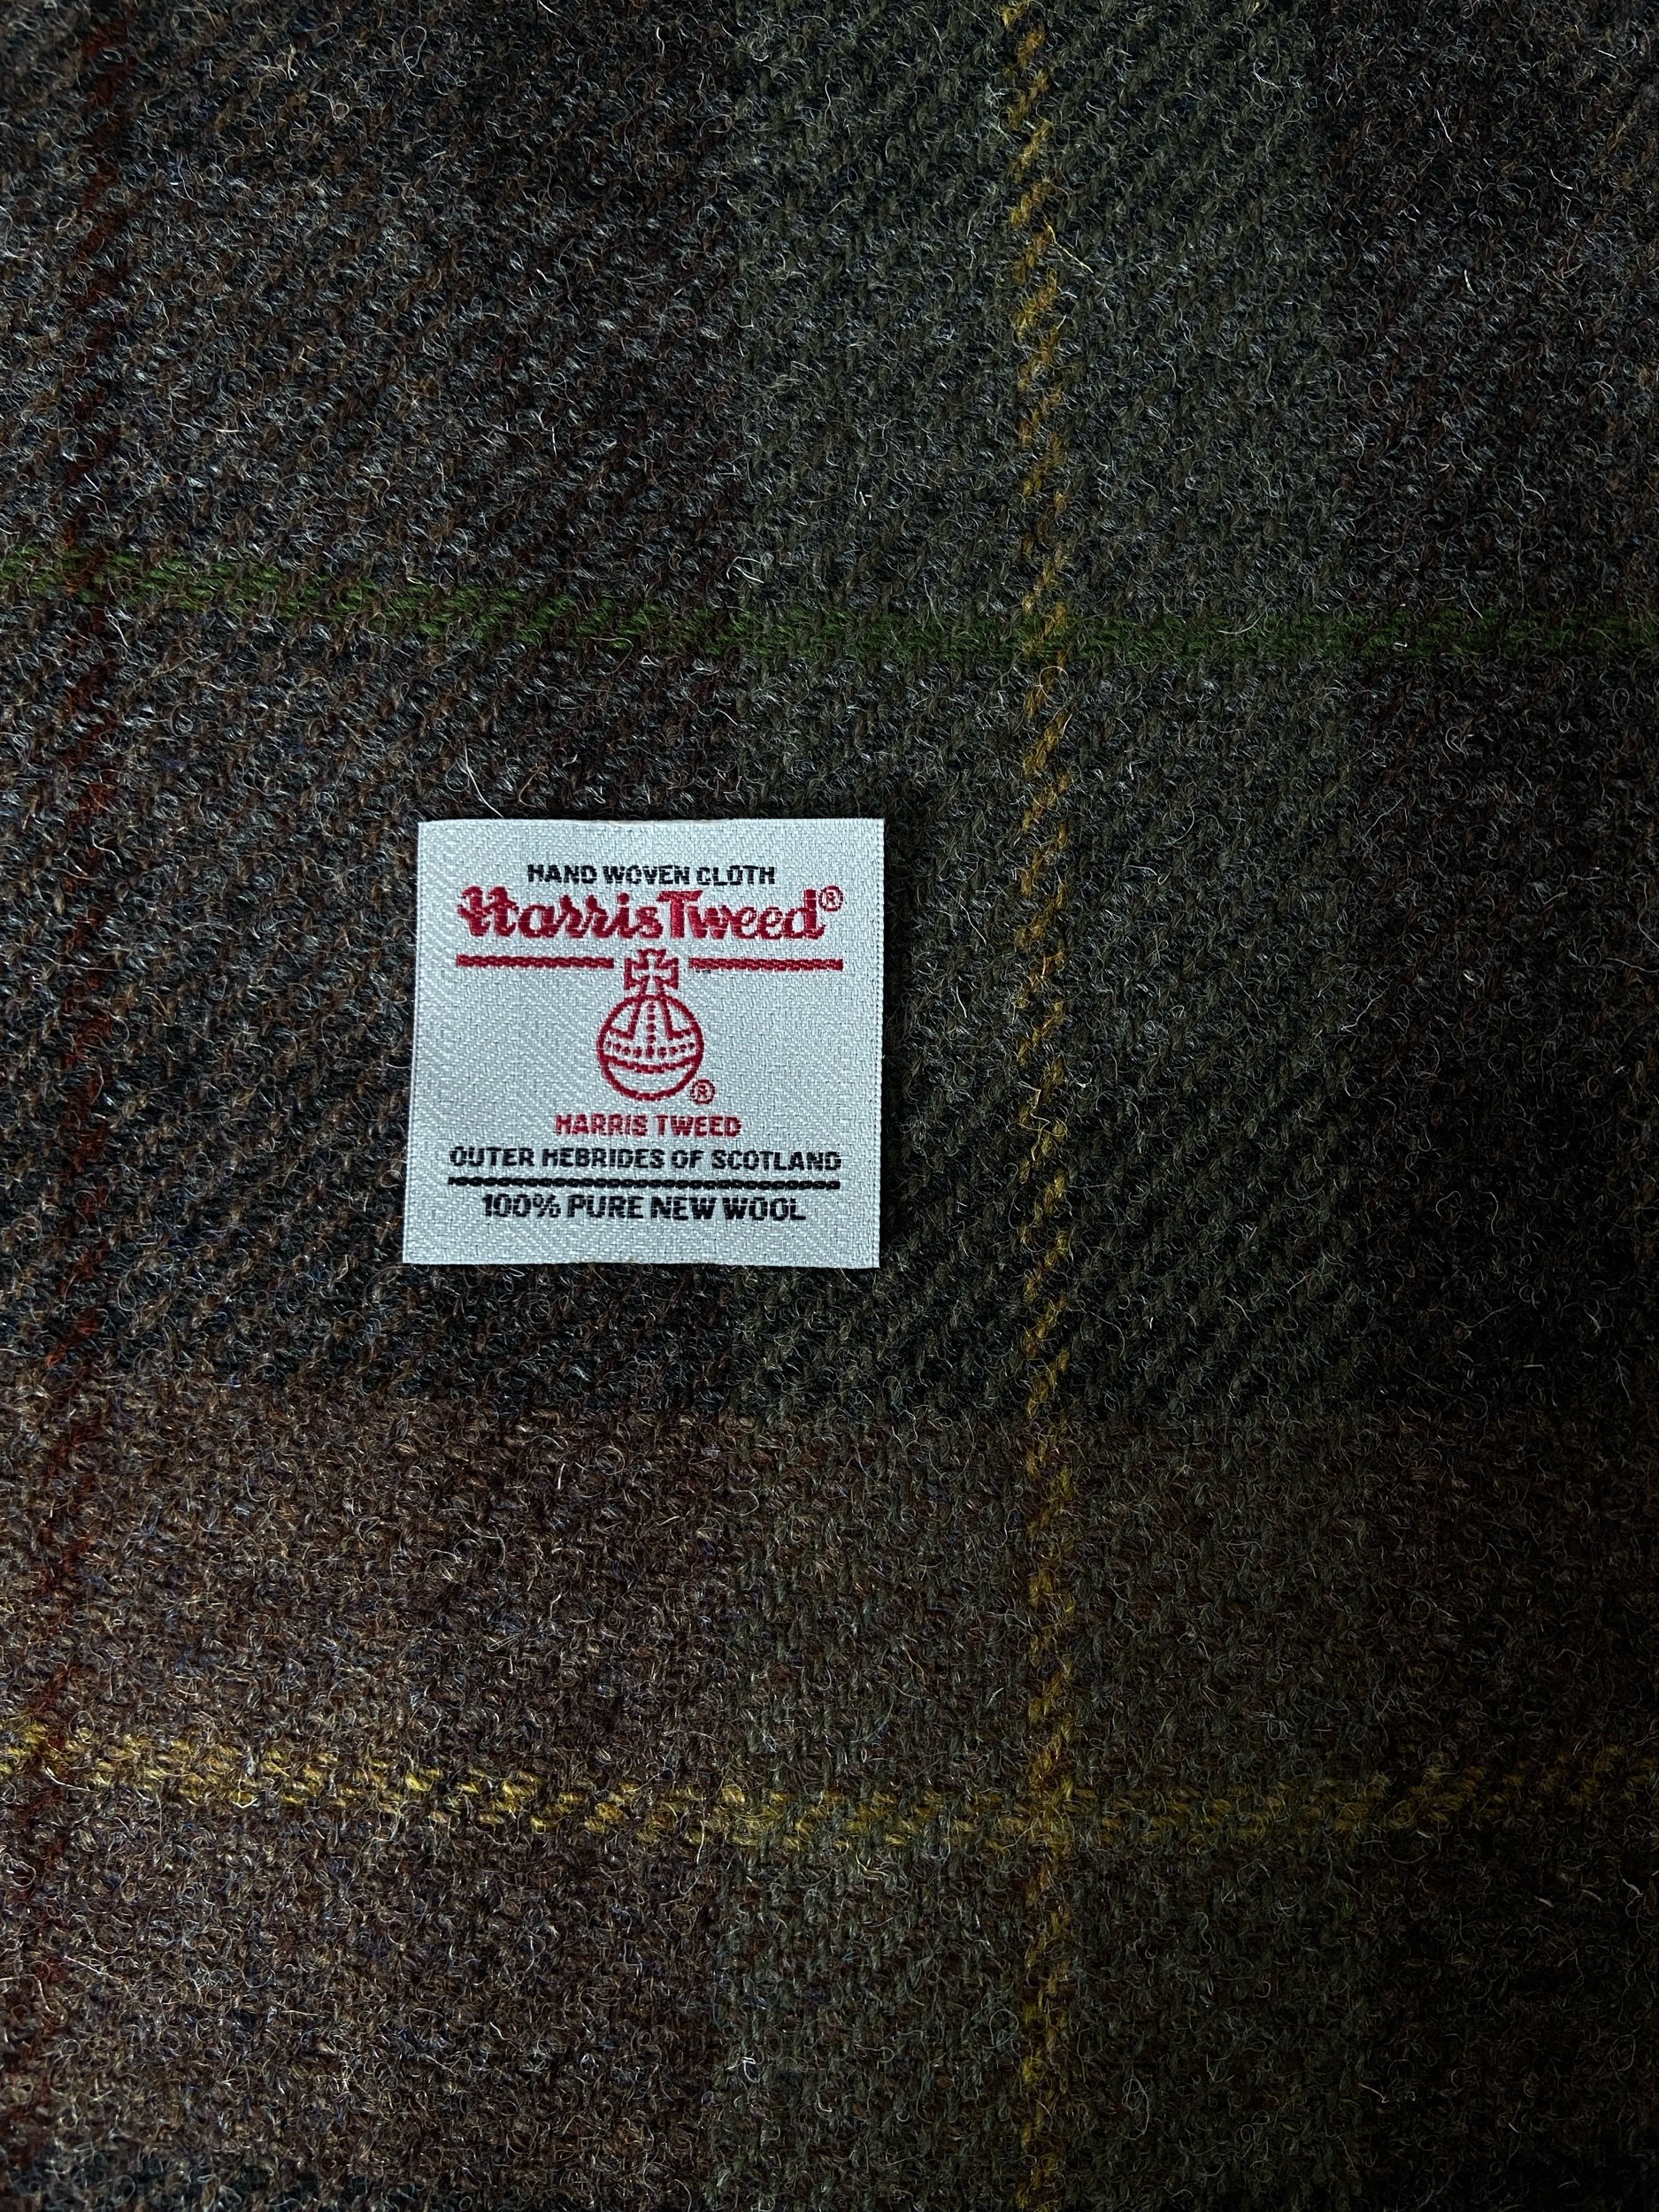 HAND WOVEN CLOTH
Harris Tweed®
®
HARRIS TWEED
OUTER HEBRIDES OF SCOTLAND
100% PURE NEW WOOL